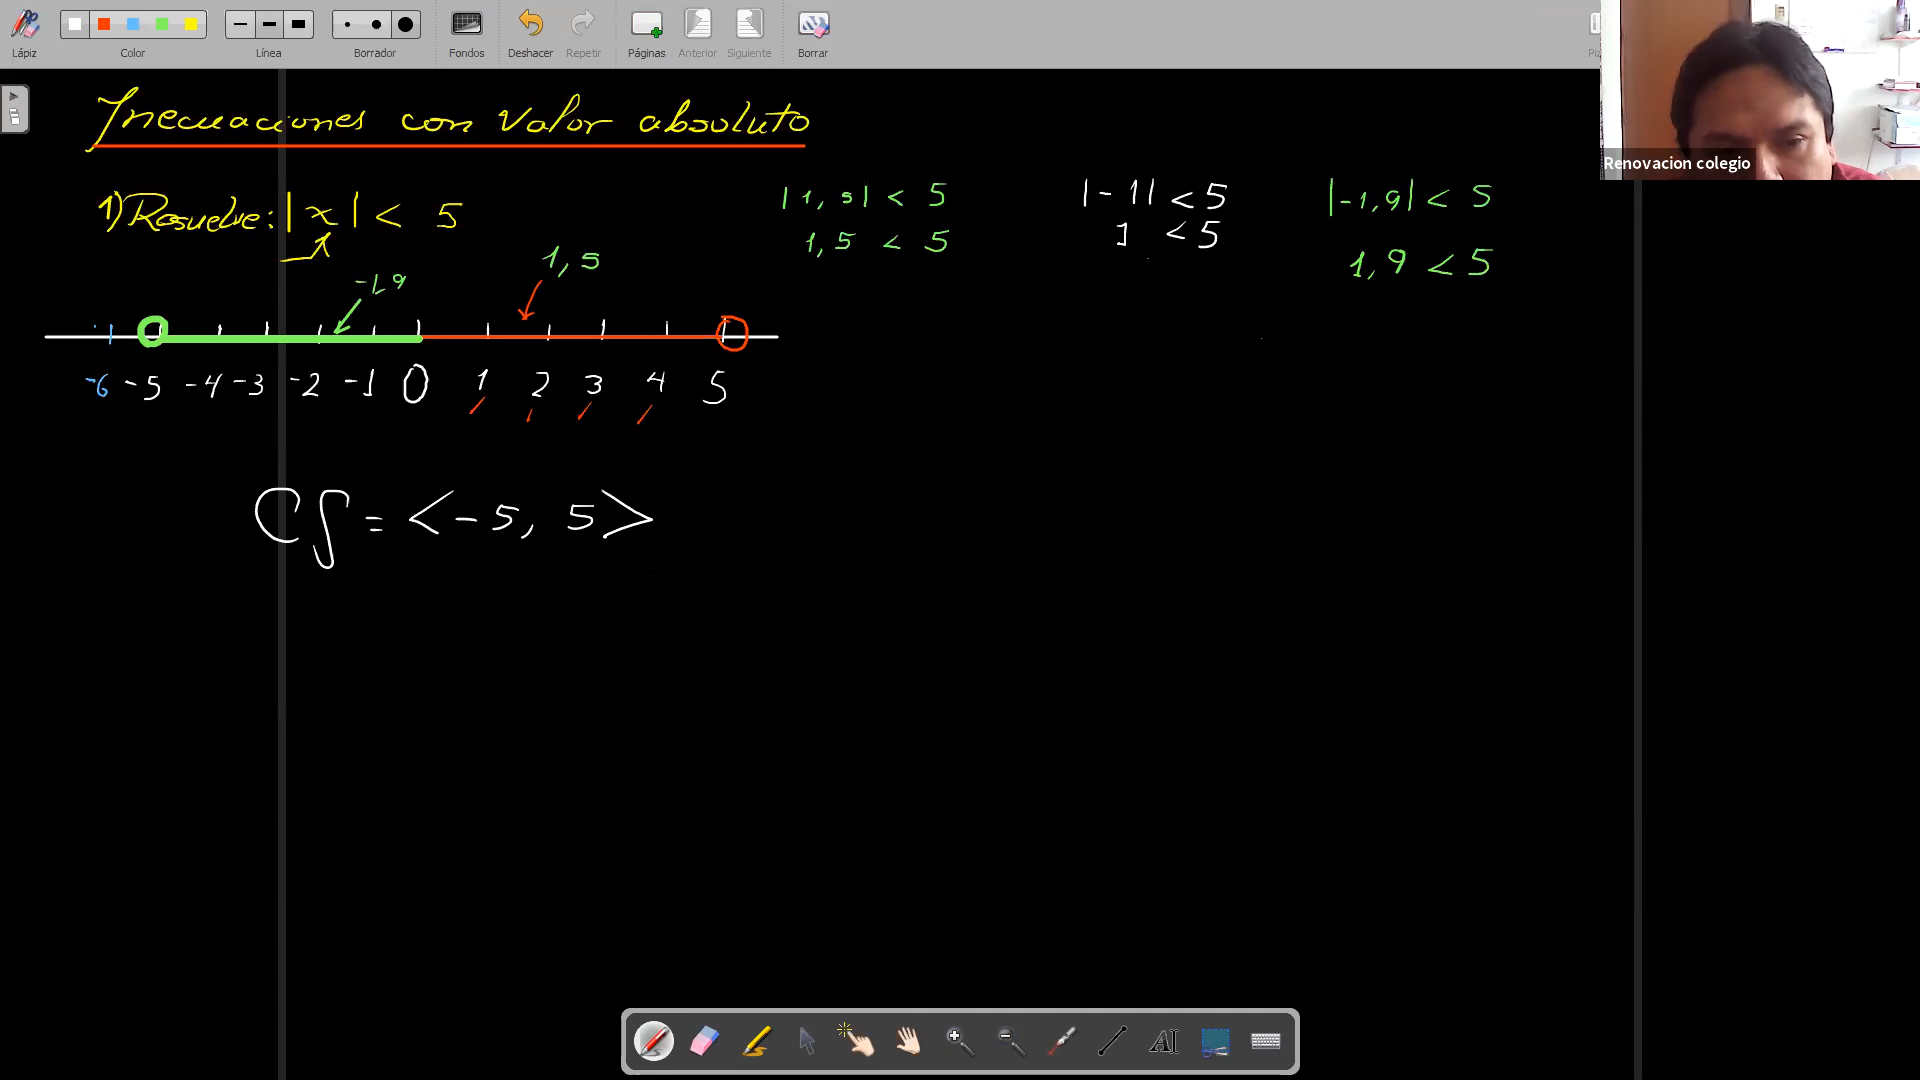 Lápiz Color Línea Borrador Fondos Deshacer Repetir Páginas Anterior Siguiente Borrar
Renovacion colegio
Inecuaciones con valor absoluto
1) Resuelve: |x| < 5
|1,5| < 5
1,5 < 5
|-1| < 5
1 < 5
|-1,9| < 5
1,9 < 5
-1,9
1,5
-6 -5 -4 -3 -2 -1 0 1 2 3 4 5
CS = <-5, 5>